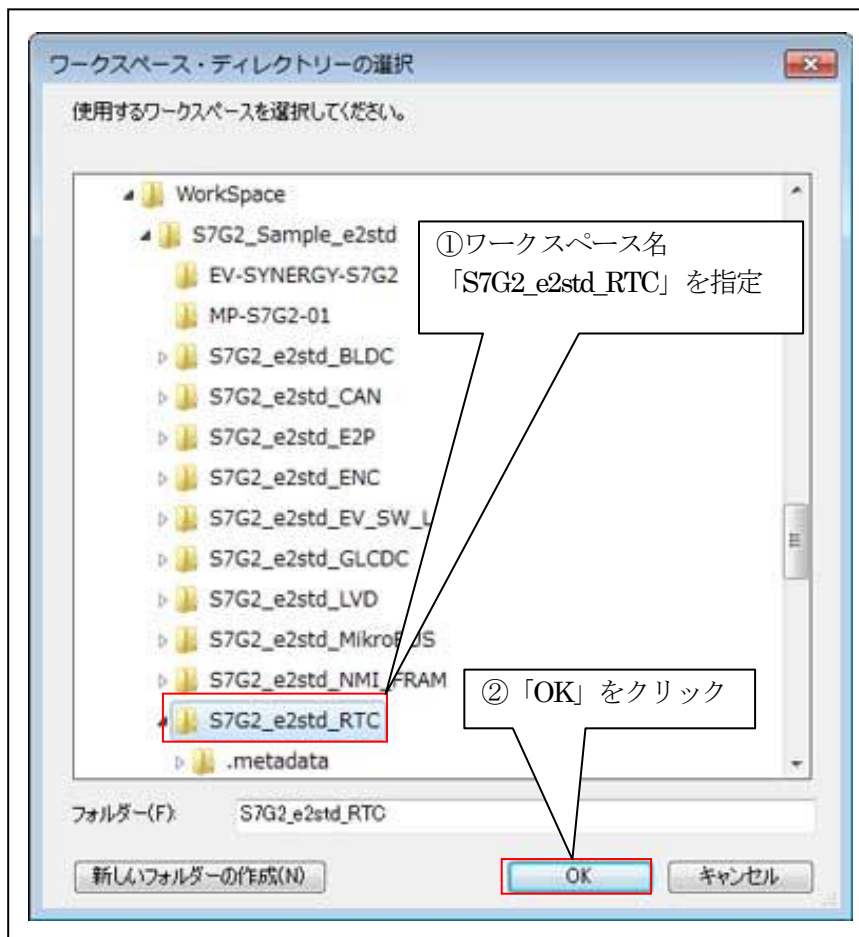 ワークスペース・ディレクトリーの選択
使用するワークスペースを選択してください。
WorkSpace
S7G2_Sample_e2std
EV-SYNERGY-S7G2
MP-S7G2-01
S7G2_e2std_BLDC
S7G2_e2std_CAN
S7G2_e2std_E2P
S7G2_e2std_ENC
S7G2_e2std_EV_SW_L
S7G2_e2std_GLCDC
S7G2_e2std_LVD
S7G2_e2std_MikroBUS
S7G2_e2std_NMI_FRAM
S7G2_e2std_RTC
.metadata
①ワークスペース名
「S7G2_e2std_RTC」を指定
②「OK」をクリック
フォルダー(F): S7G2_e2std_RTC
新しいフォルダーの作成(N) OK キャンセル